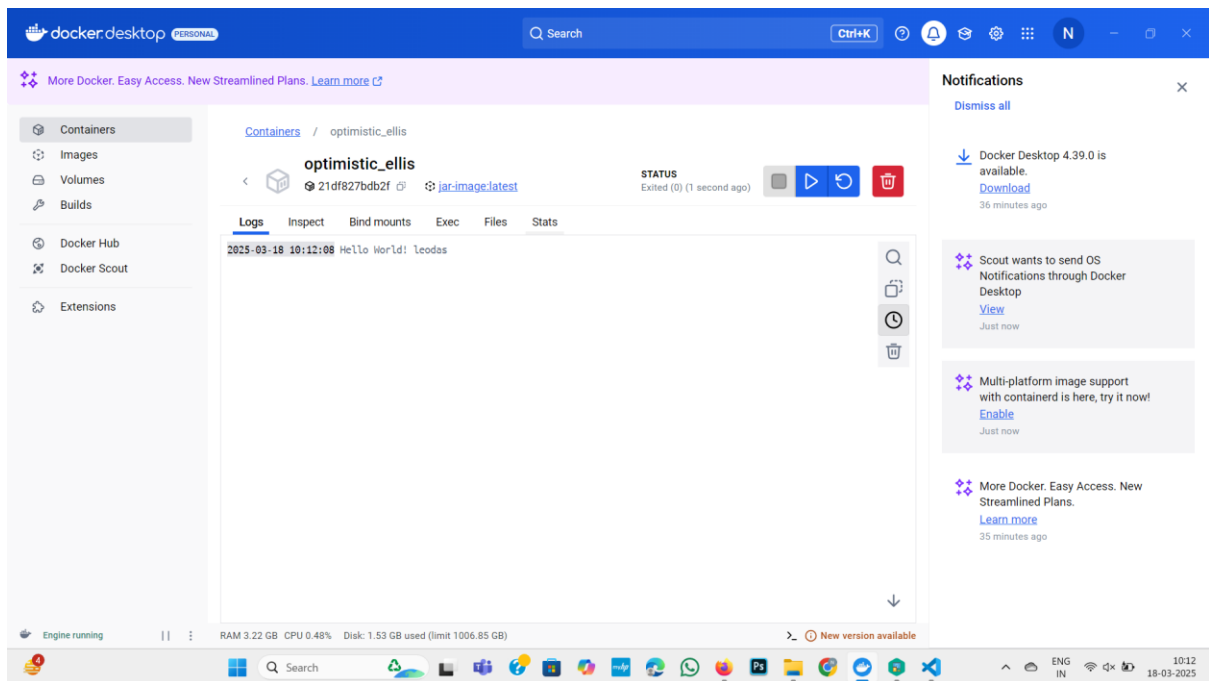 docker.desktop PERSONAL
Search
Ctrl+K
N
More Docker. Easy Access. New Streamlined Plans. Learn more
Containers
Images
Volumes
Builds
Docker Hub
Docker Scout
Extensions
Containers / optimistic_ellis
optimistic_ellis
21df827bdb2f jar-image:latest
STATUS
Exited (0) (1 second ago)
Logs Inspect Bind mounts Exec Files Stats
2025-03-18 10:12:08 Hello World! leodas
Notifications
Dismiss all
Docker Desktop 4.39.0 is
available.
Download
36 minutes ago
Scout wants to send OS
Notifications through Docker
Desktop
View
Just now
Multi-platform image support
with containerd is here, try it now!
Enable
Just now
More Docker. Easy Access. New
Streamlined Plans.
Learn more
35 minutes ago
Engine running
RAM 3.22 GB CPU 0.48% Disk: 1.53 GB used (limit 1006.85 GB)
>_ New version available
4
Search
Ps
ENG
IN
10:12
18-03-2025